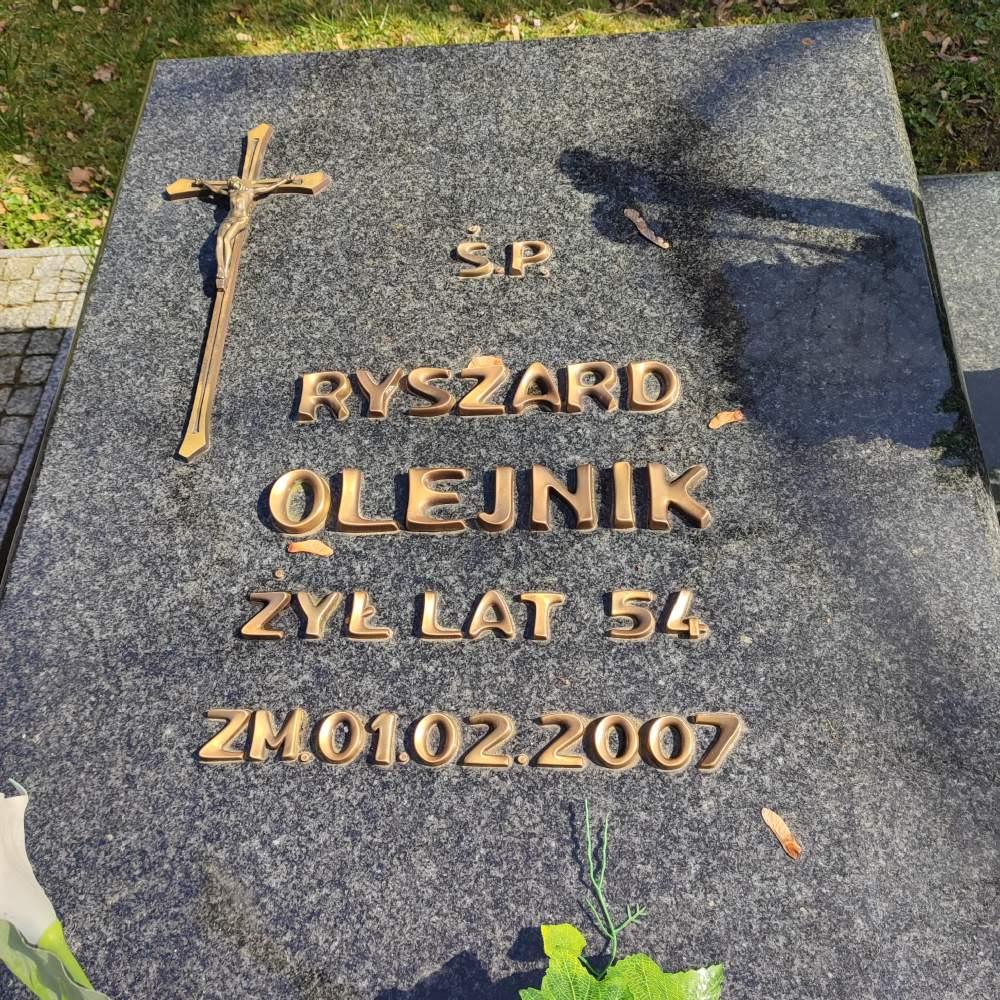 Ś.P.
RYSZARD
OLEJNIK
ŻYŁ LAT 54
ZM.01.02.2007